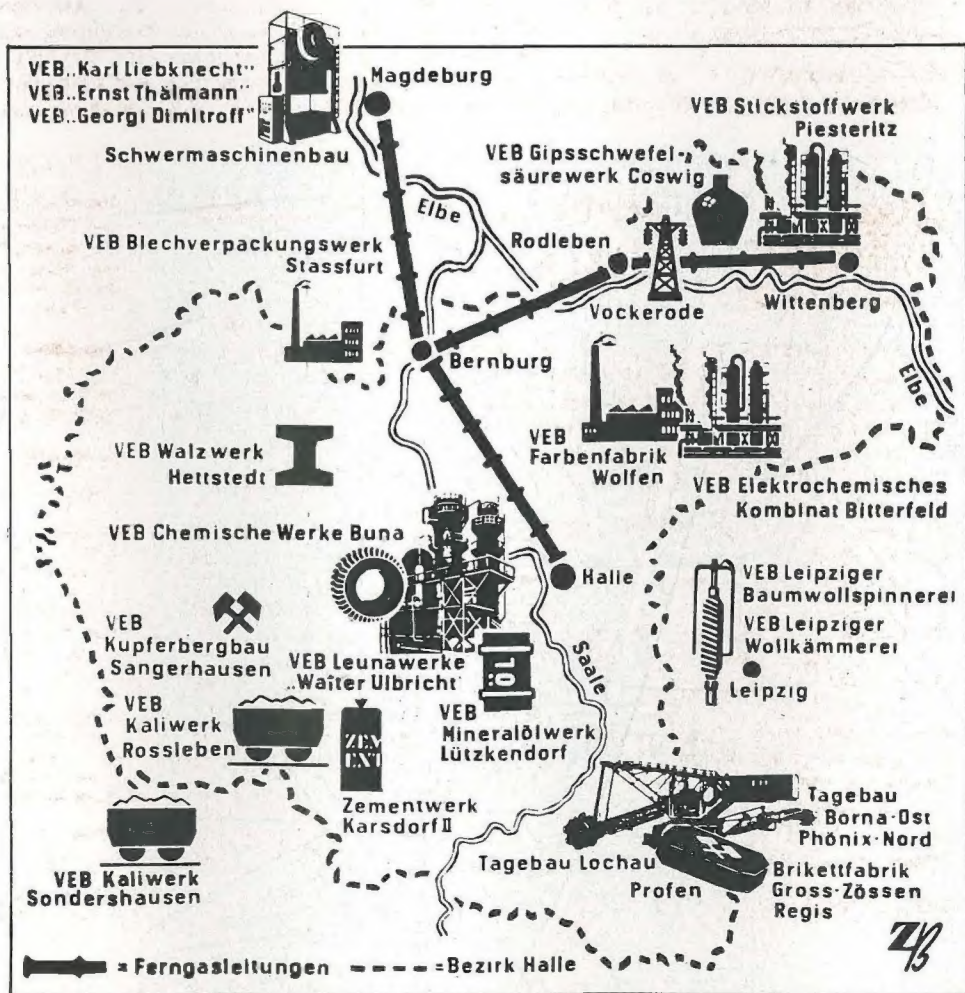 VEB „Karl Liebknecht“
VEB „Ernst Thälmann“
VEB „Georgi Dimitroff“
Schwermaschinenbau
Magdeburg
VEB Stickstoffwerk
Piesteritz
VEB Gipsschwefel-
säurewerk Coswig
Elbe
Rodleben
VEB Blechverpackungswerk
Stassfurt
Vockerode
Wittenberg
Bernburg
Elbe
VEB
Farbenfabrik
Wolfen
VEB Walzwerk
Hettstedt
VEB Elektrochemisches
Kombinat Bitterfeld
VEB Chemische Werke Buna
Halle
VEB Leipziger
Baumwollspinnerei
VEB Leipziger
Wollkämmerei
Leipzig
VEB
Kupferbergbau
Sangerhausen
VEB Leunawerke
„Walter Ulbricht“
ÖL
Saale
VEB
Mineralölwerk
Lützkendorf
VEB
Kaliwerk
Rossleben
ZEM
ENT
Zementwerk
Karsdorf II
VEB Kaliwerk
Sondershausen
Tagebau
Borna-Ost
Phönix-Nord
Tagebau Lochau
Profen
Brikettfabrik
Gross-Zössen
Regis
ZB
= Ferngasleitungen
= Bezirk Halle